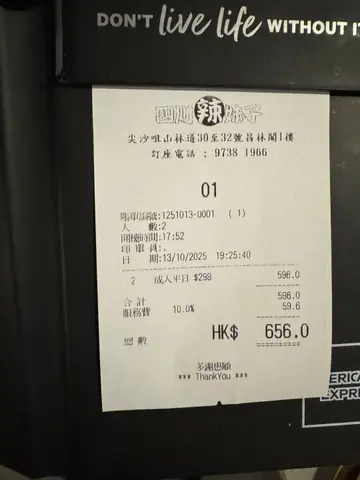 DON'T live life WITHOUT IT
四川辣妹子
尖沙咀山林道30至32號昌林閣1樓
訂座電話 : 9738 1966
01
賬單編號:1251013-0001 (1)
人 數:2
開檯時間:17:52
印單員:.
日 期:13/10/2025 19:25:40
2 成人平日 $298 596.0
合計 596.0
服務費 10.0% 59.6
總數 HK$ 656.0
多謝惠顧
*** ThankYou ***
ERICA
EXPRE